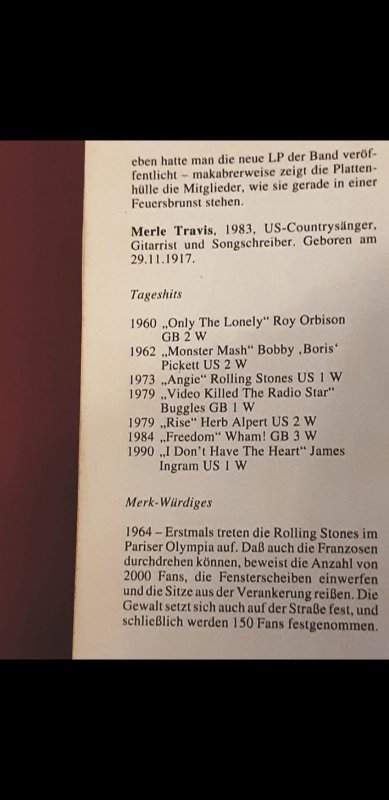 eben hatte man die neue LP der Band veröf-
fentlicht – makabrerweise zeigt die Platten-
hülle die Mitglieder, wie sie gerade in einer
Feuersbrunst stehen.
Merle Travis, 1983, US-Countrysänger,
Gitarrist und Songschreiber. Geboren am
29.11.1917.
Tageshits
1960 „Only The Lonely“ Roy Orbison
GB 2 W
1962 „Monster Mash“ Bobby ‚Boris‘
Pickett US 2 W
1973 „Angie“ Rolling Stones US 1 W
1979 „Video Killed The Radio Star“
Buggles GB 1 W
1979 „Rise“ Herb Alpert US 2 W
1984 „Freedom“ Wham! GB 3 W
1990 „I Don't Have The Heart“ James
Ingram US 1 W
Merk-Würdiges
1964 – Erstmals treten die Rolling Stones im
Pariser Olympia auf. Daß auch die Franzosen
durchdrehen können, beweist die Anzahl von
2000 Fans, die Fensterscheiben einwerfen
und die Sitze aus der Verankerung reißen. Die
Gewalt setzt sich auch auf der Straße fest, und
schließlich werden 150 Fans festgenommen.